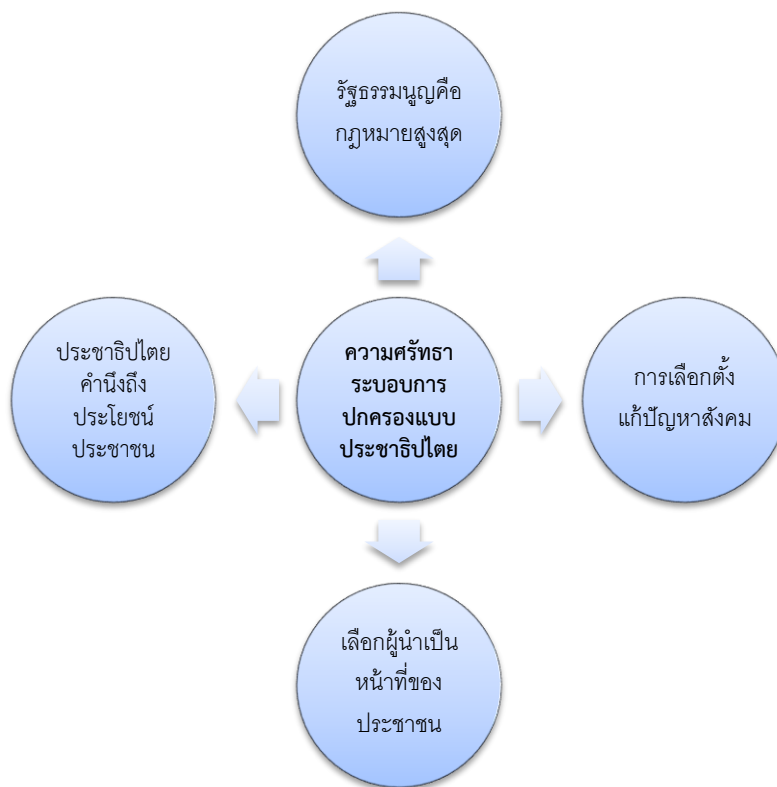 รัฐธรรมนูญคือ
กฎหมายสูงสุด
ประชาธิปไตย
คำนึงถึง
ประโยชน์
ประชาชน
ความศรัทธา
ระบอบการ
ปกครองแบบ
ประชาธิปไตย
การเลือกตั้ง
แก้ปัญหาสังคม
เลือกผู้นำเป็น
หน้าที่ของ
ประชาชน